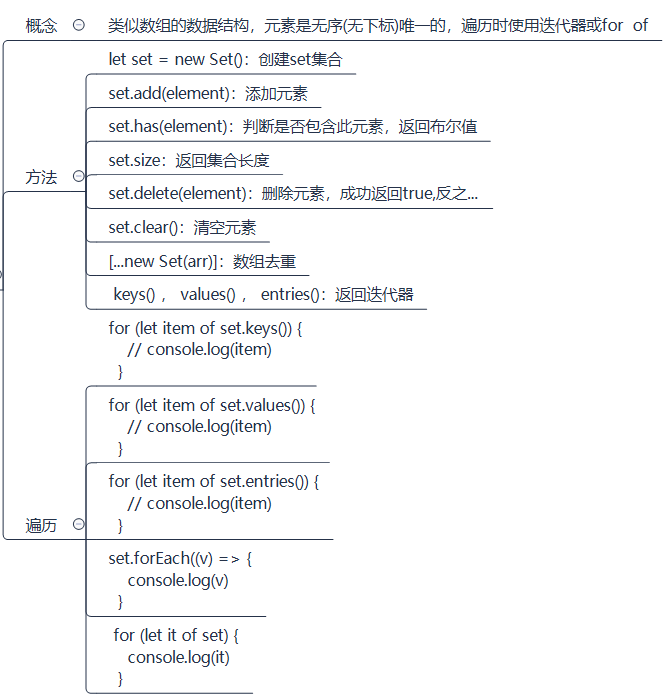 概念
类似数组的数据结构，元素是无序(无下标)唯一的，遍历时使用迭代器或for of
方法
let set = new Set()：创建set集合
set.add(element)：添加元素
set.has(element)：判断是否包含此元素，返回布尔值
set.size：返回集合长度
set.delete(element)：删除元素，成功返回true,反之...
set.clear()：清空元素
[...new Set(arr)]：数组去重
keys() ， values() ， entries()：返回迭代器
遍历
for (let item of set.keys()) {
// console.log(item)
}
for (let item of set.values()) {
// console.log(item)
}
for (let item of set.entries()) {
// console.log(item)
}
set.forEach((v) => {
console.log(v)
}
for (let it of set) {
console.log(it)
}